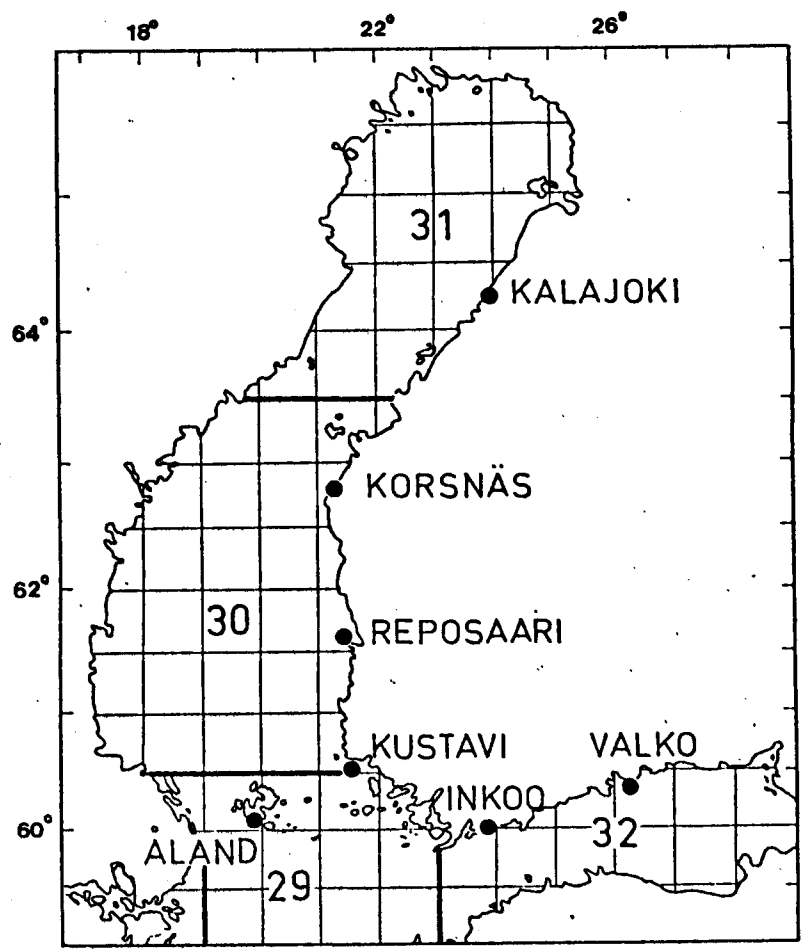 18°
22°
26°
31
KALAJOKI
64°
KORSNÄS
62°
30
REPOSAARI
KUSTAVI
VALKO
INKOO
60°
32
ÅLAND
29